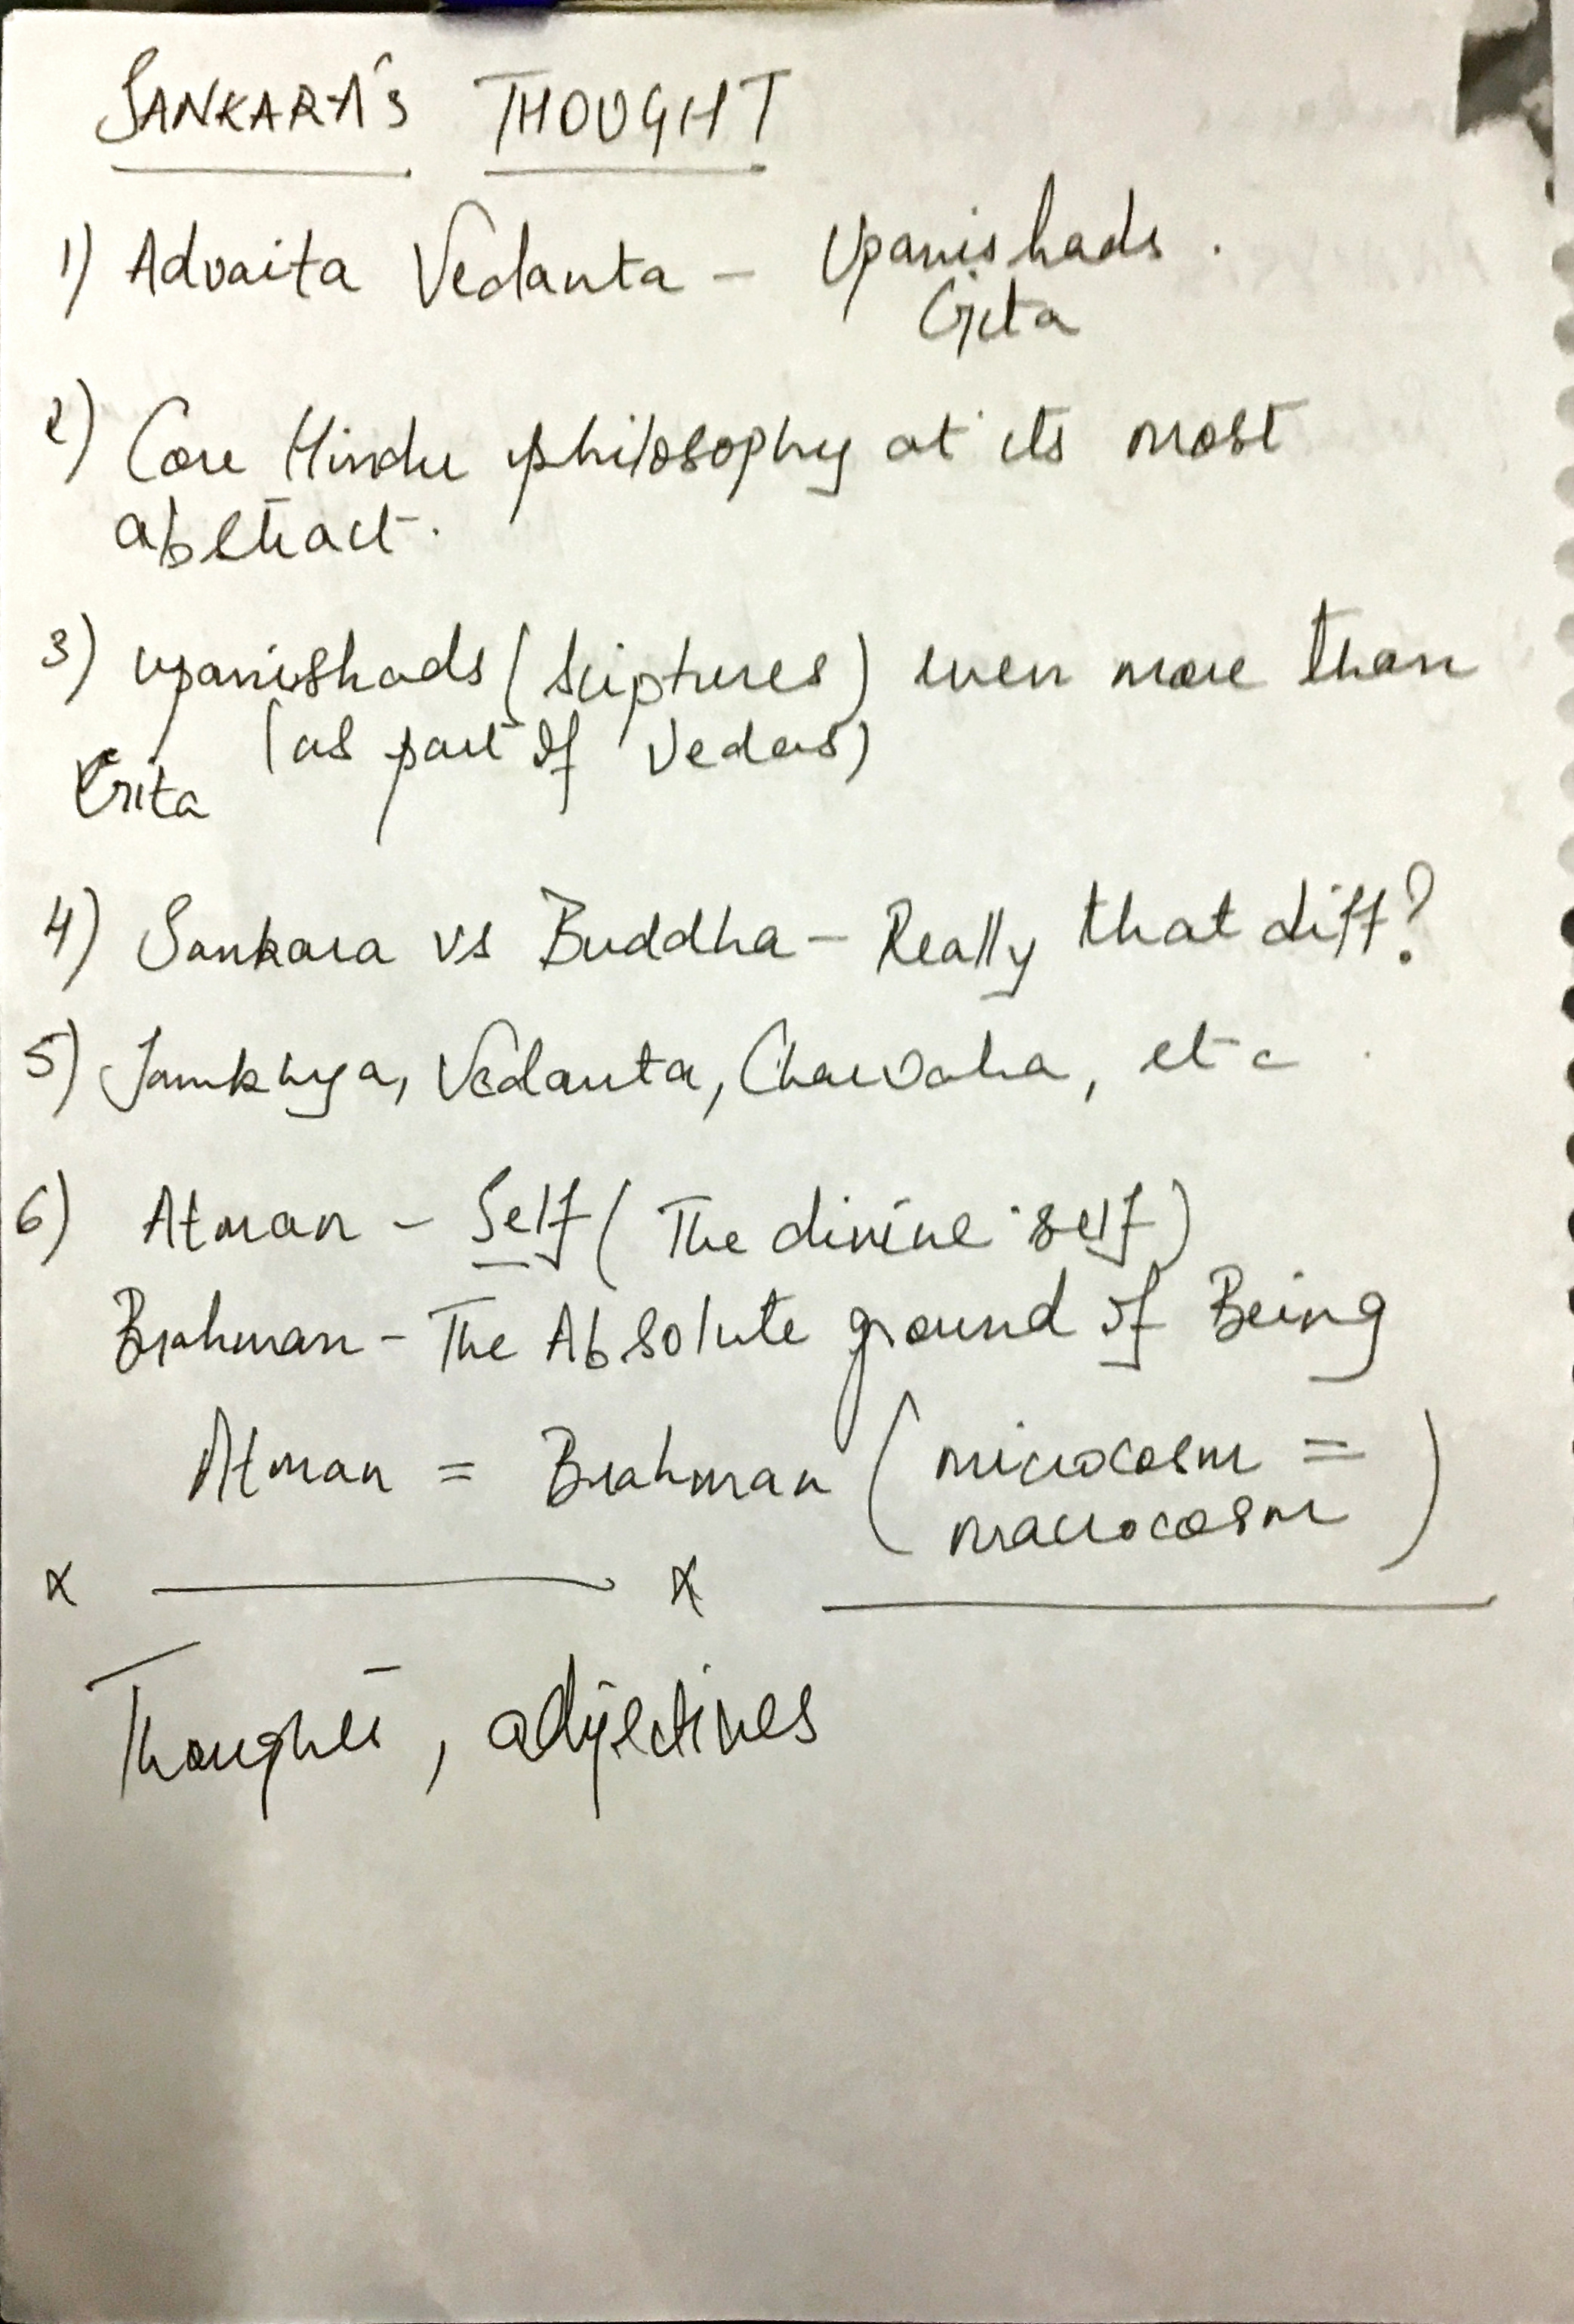 SANKARA'S THOUGHT
1) Advaita Vedanta - Upanishads.
Gita
2) Core Hindu philosophy at its most
abstract.
3) Upanishads (Scriptures) even more than
(as part of Vedas)
Gita
4) Sankara vs Buddha - Really that diff?
5) Samkhya, Vedanta, Charvaka, etc
6) Atman - Self (The divine self)
Brahman - The Absolute ground of Being
Atman = Brahman (microcosm =
macrocosm)
x ——— x ———
Thoughts, adjectives